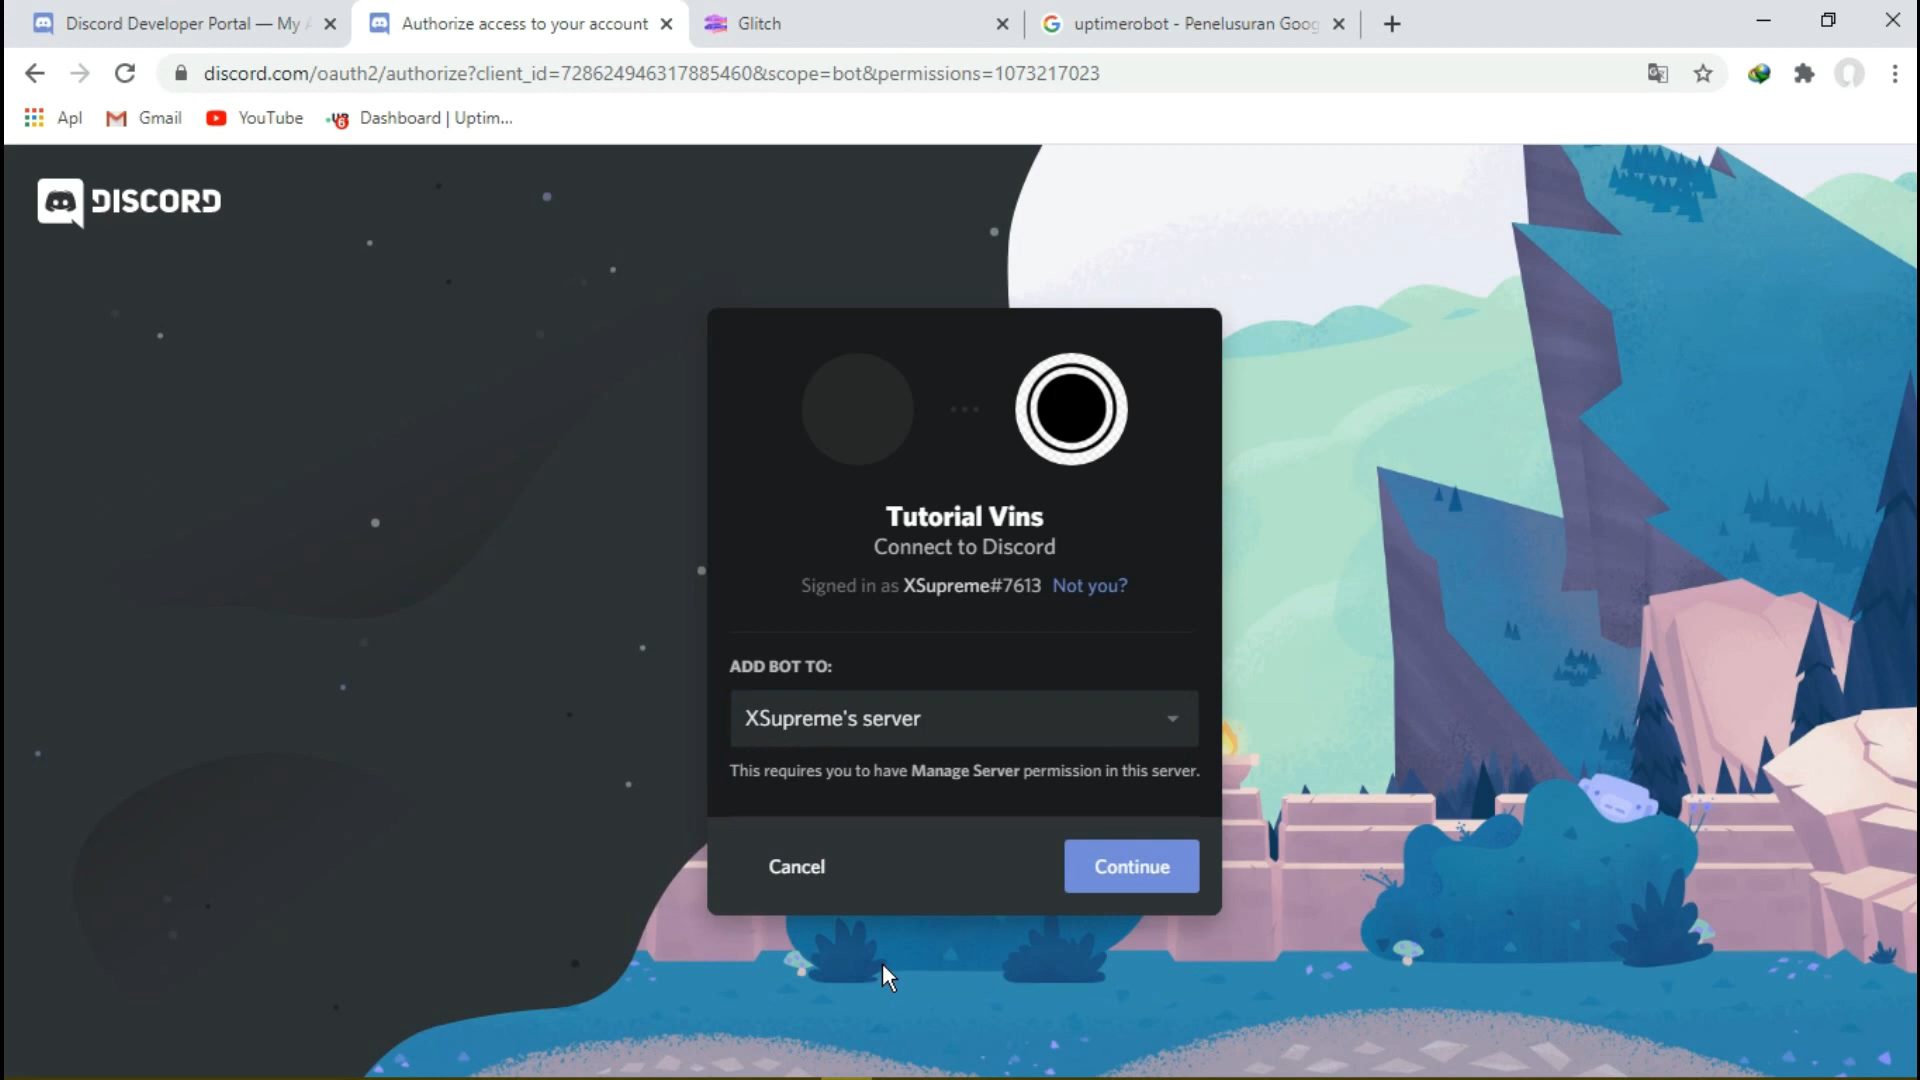 Discord Developer Portal — My
Authorize access to your account
Glitch
uptimerobot - Penelusuran Goog
discord.com/oauth2/authorize?client_id=728624946317885460&scope=bot&permissions=1073217023
Apl
Gmail
YouTube
Dashboard | Uptim...
DISCORD
Tutorial Vins
Connect to Discord
Signed in as XSupreme#7613 Not you?
ADD BOT TO:
XSupreme's server
This requires you to have Manage Server permission in this server.
Cancel
Continue